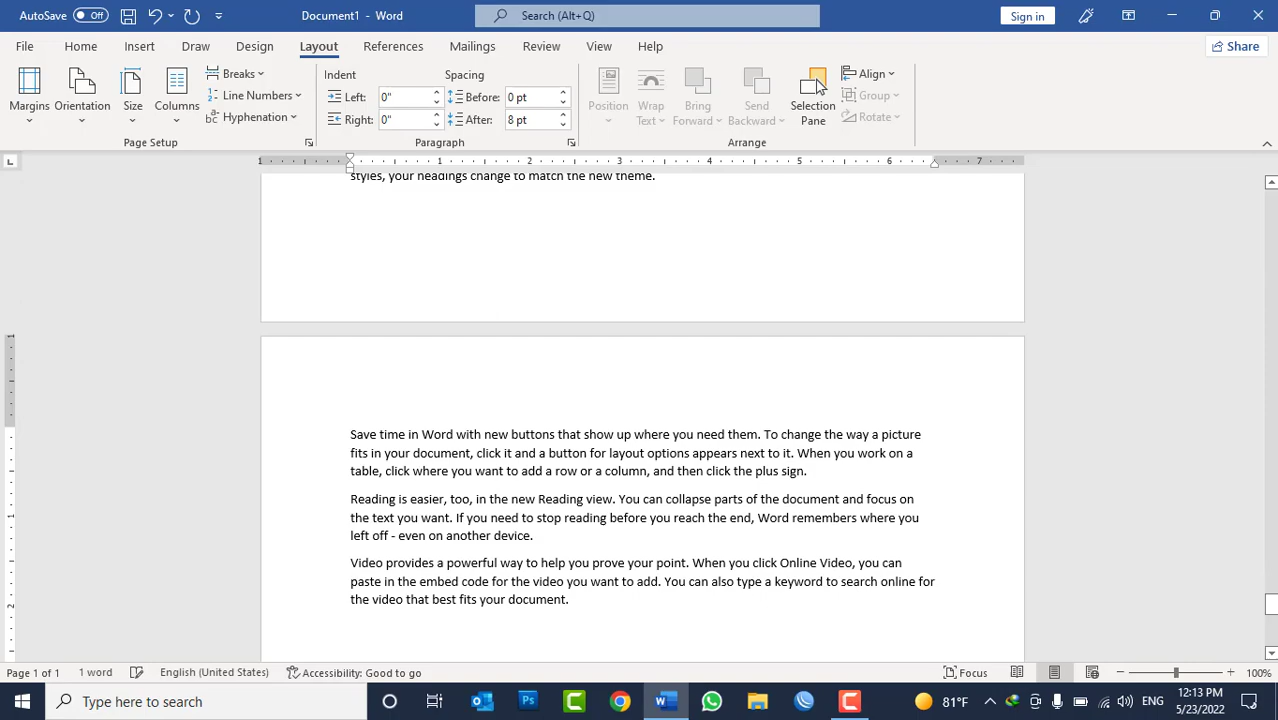 AutoSave Off Document1 - Word Search (Alt+Q) Sign in
File Home Insert Draw Design Layout References Mailings Review View Help Share
Margins Orientation Size Columns
Breaks
Line Numbers
Hyphenation
Page Setup
Indent Spacing
Left: 0" Before: 0 pt
Right: 0" After: 8 pt
Paragraph
Position Wrap Text Bring Forward Send Backward Selection Pane
Align
Group
Rotate
Arrange
1 1 2 3 4 5 6 7
styles, your headings change to match the new theme.
Save time in Word with new buttons that show up where you need them. To change the way a picture
fits in your document, click it and a button for layout options appears next to it. When you work on a
table, click where you want to add a row or a column, and then click the plus sign.
Reading is easier, too, in the new Reading view. You can collapse parts of the document and focus on
the text you want. If you need to stop reading before you reach the end, Word remembers where you
left off - even on another device.
Video provides a powerful way to help you prove your point. When you click Online Video, you can
paste in the embed code for the video you want to add. You can also type a keyword to search online for
the video that best fits your document.
1
1
2
Page 1 of 1 1 word English (United States) Accessibility: Good to go Focus 100%
Type here to search 81°F ENG 12:13 PM
5/23/2022